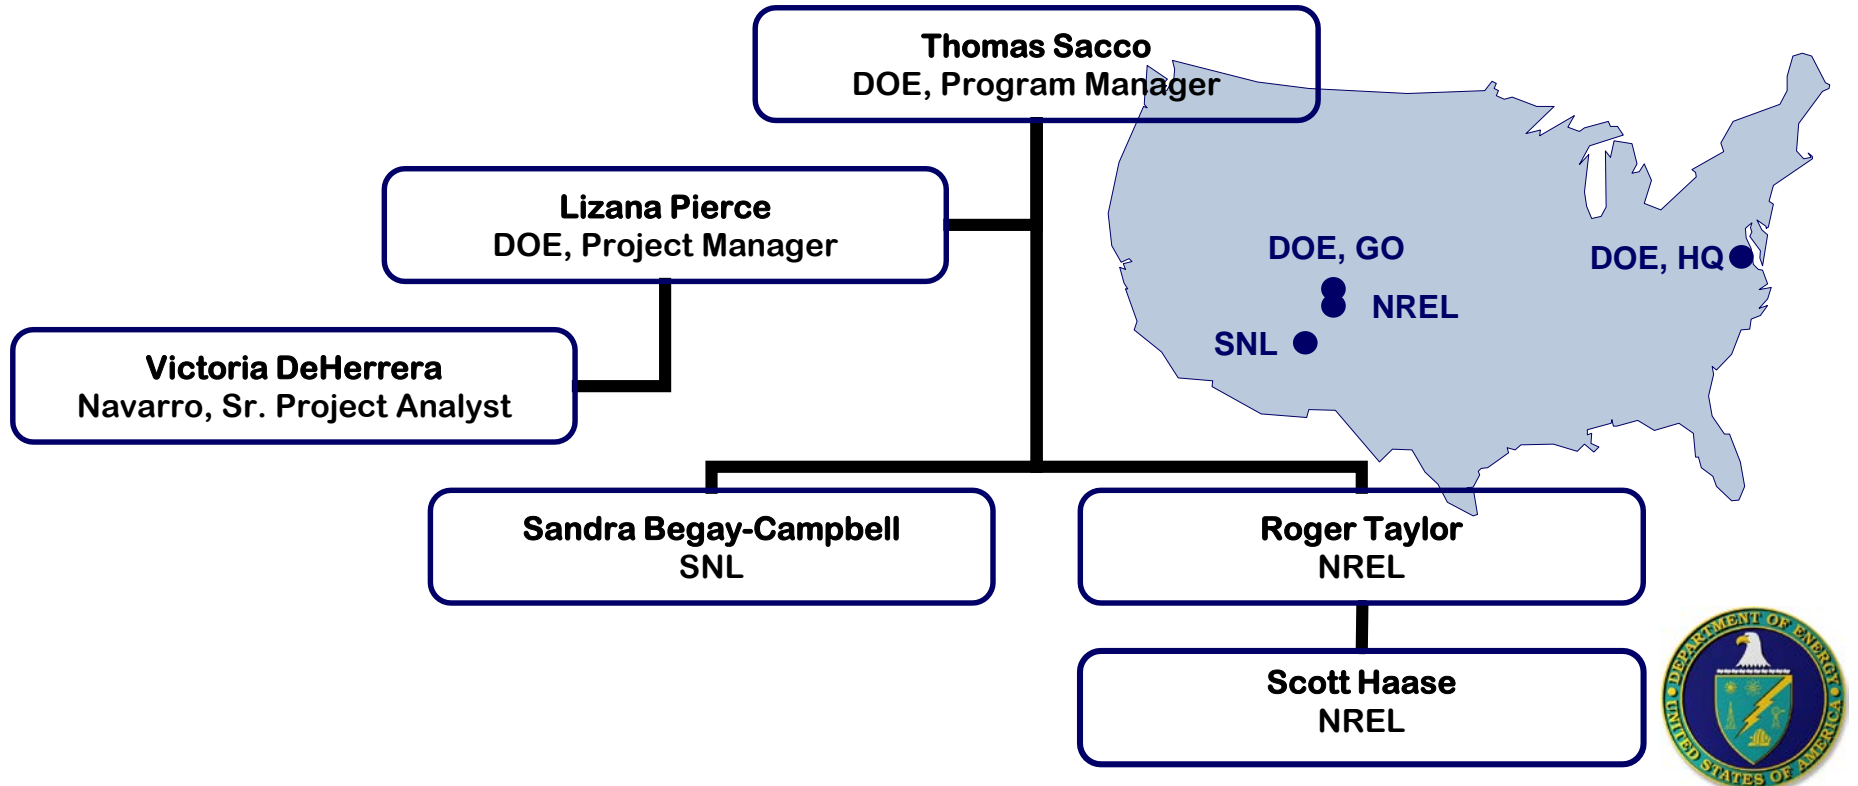 Thomas Sacco
DOE, Program Manager
Lizana Pierce
DOE, Project Manager
DOE, GO
DOE, HQ
NREL
SNL
Victoria DeHerrera
Navarro, Sr. Project Analyst
Sandra Begay-Campbell
SNL
Roger Taylor
NREL
Scott Haase
NREL
DEPARTMENT OF ENERGY
UNITED STATES OF AMERICA